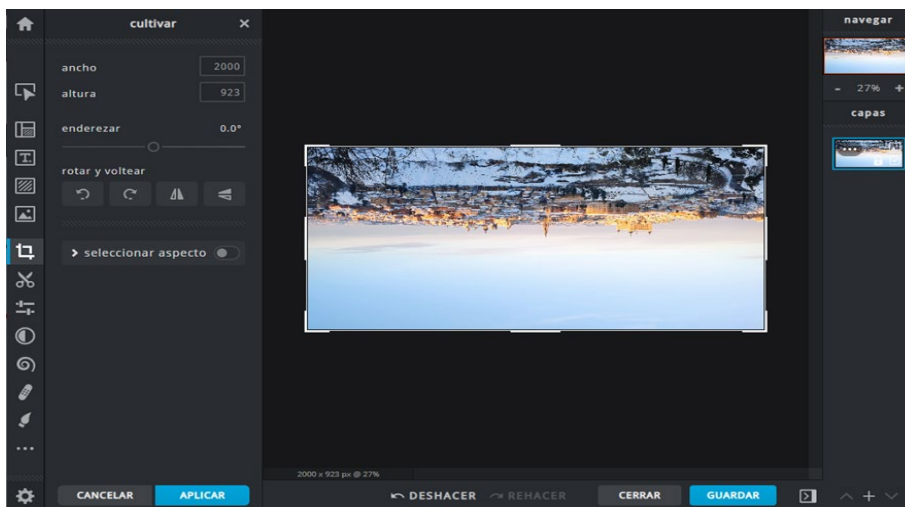 cultivar
ancho 2000
altura 923
enderezar 0.0°
rotar y voltear
seleccionar aspecto
CANCELAR APLICAR
2000 x 923 px @ 27%
DESHACER REHACER CERRAR GUARDAR
navegar
- 27% +
capas